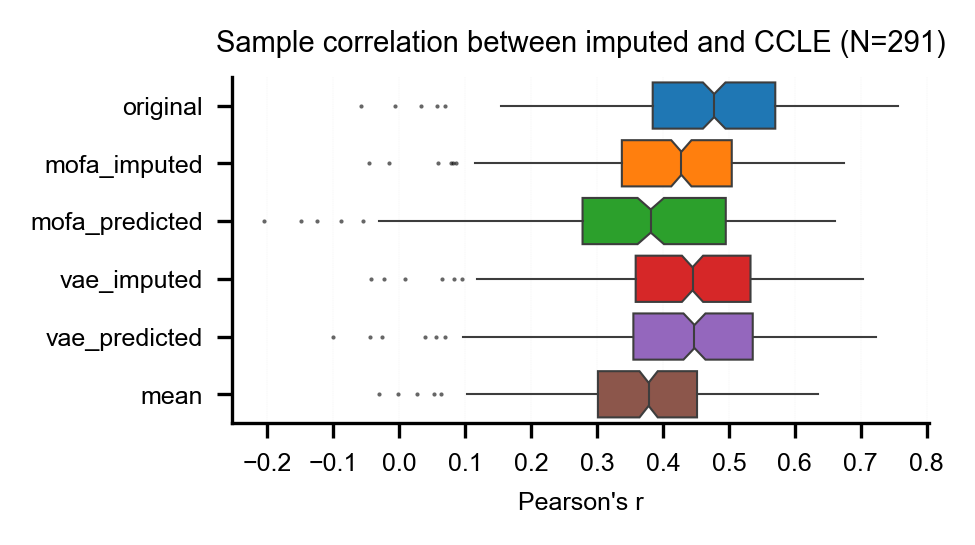 Sample correlation between imputed and CCLE (N=291)
original
mofa_imputed
mofa_predicted
vae_imputed
vae_predicted
mean
−0.2 −0.1 0.0 0.1 0.2 0.3 0.4 0.5 0.6 0.7 0.8
Pearson's r